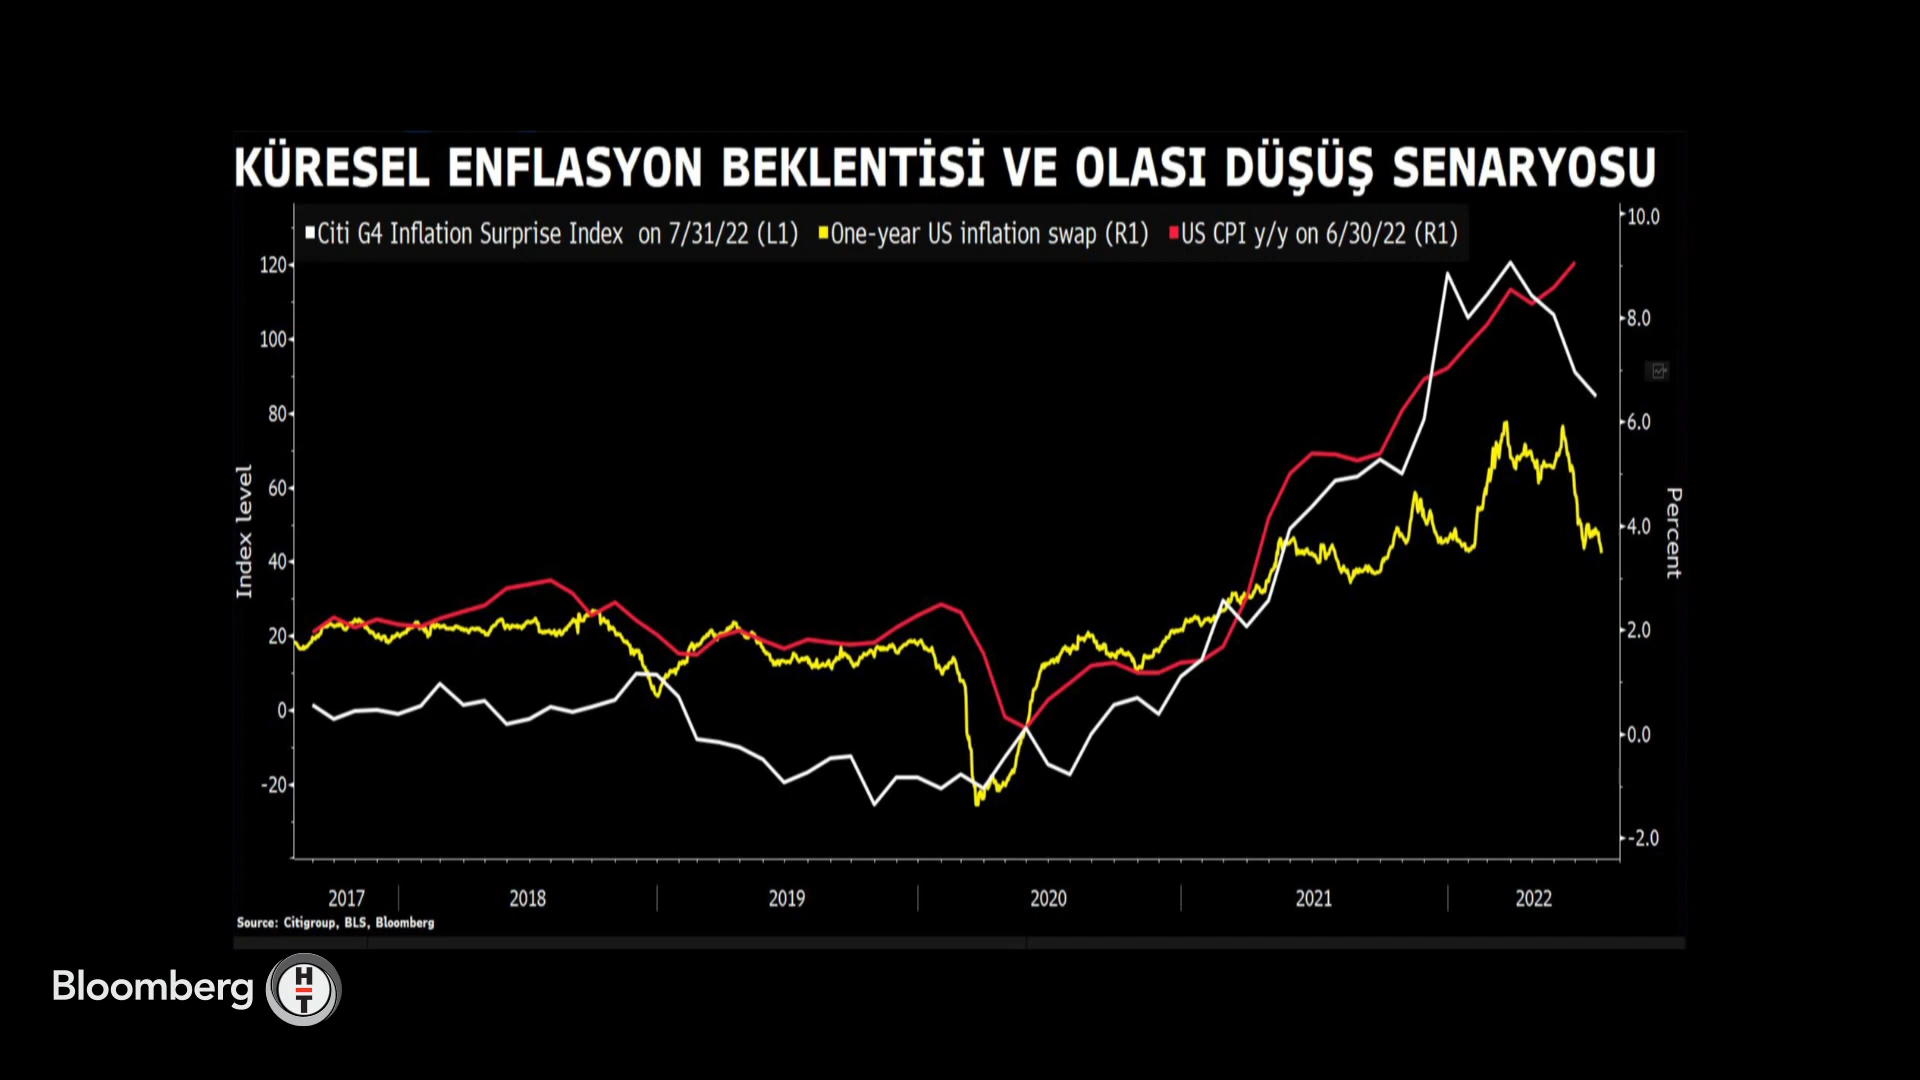 KÜRESEL ENFLASYON BEKLENTİSİ VE OLASI DÜŞÜŞ SENARYOSU
Citi G4 Inflation Surprise Index on 7/31/22 (L1) One-year US inflation swap (R1) US CPI y/y on 6/30/22 (R1)
120
100
80
60
40
20
0
-20
Index level
10.0
8.0
6.0
4.0
2.0
0.0
-2.0
Percent
2017 2018 2019 2020 2021 2022
Source: Citigroup, BLS, Bloomberg
Bloomberg HT